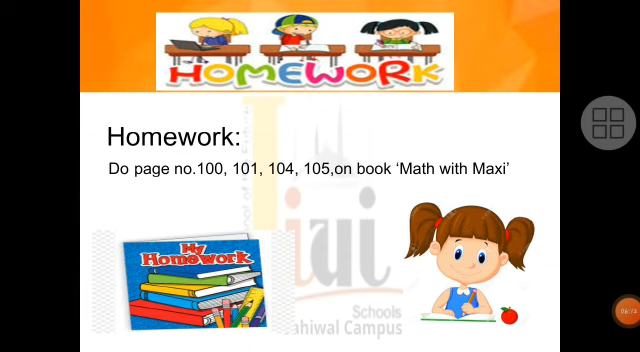 HOMEWORK
Homework:
Do page no.100, 101, 104, 105,on book ‘Math with Maxi’
My
Homework
iui
Schools
ahiwal Campus